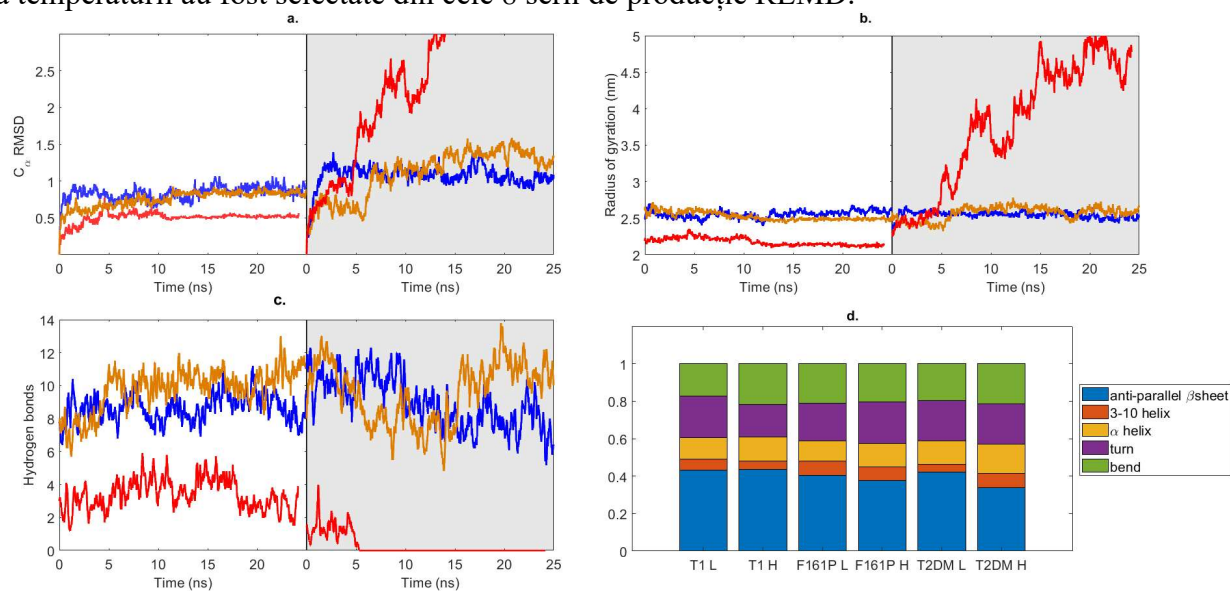 temperaturii au fost selectate din cele 8 serii de producție REMD.
a.
Cα RMSD
2.5
2
1.5
1
0.5
0 5 10 15 20 0 5 10 15 20 25
Time (ns) Time (ns)
b.
Radius of gyration (nm)
5
4.5
4
3.5
3
2.5
2
0 5 10 15 20 0 5 10 15 20 25
Time (ns) Time (ns)
c.
Hydrogen bonds
14
12
10
8
6
4
2
0
0 5 10 15 20 0 5 10 15 20 25
Time (ns) Time (ns)
d.
1
0.8
0.6
0.4
0.2
0
T1 L T1 H F161P L F161P H T2DM L T2DM H
anti-parallel βsheet
3-10 helix
α helix
turn
bend